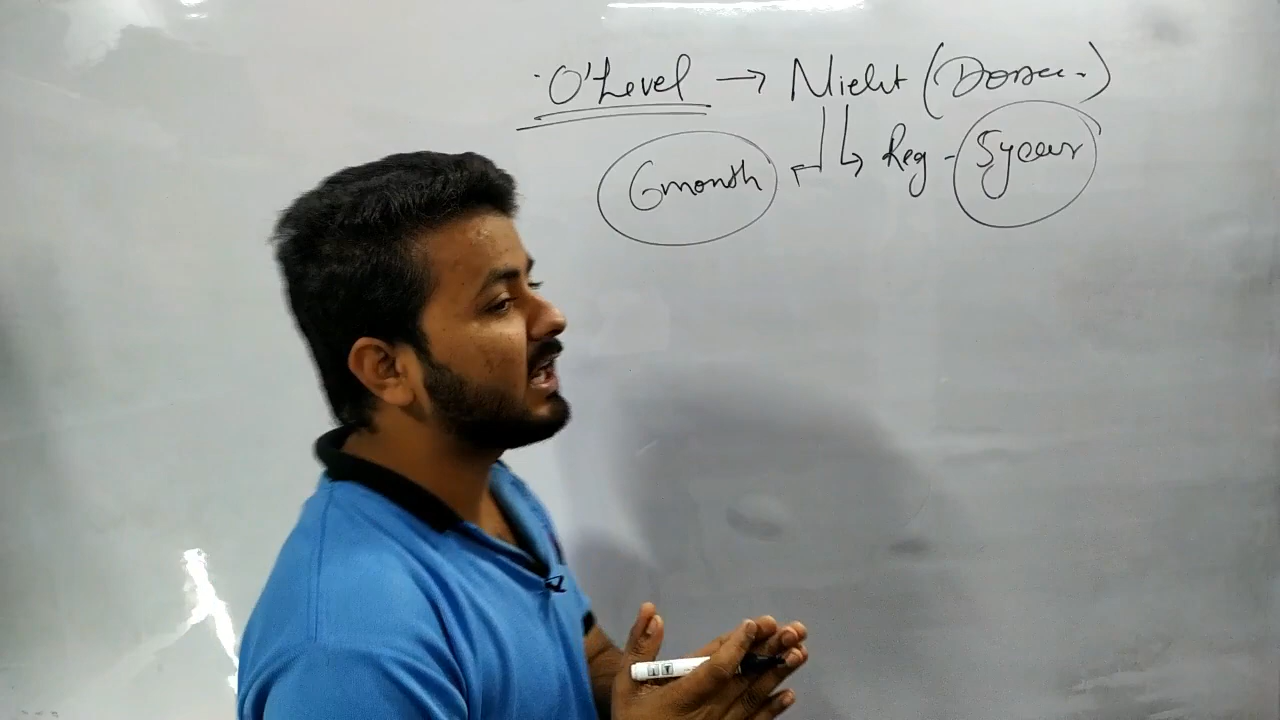 O'Level → Nielit (Doeacc)
6month Reg - 5year